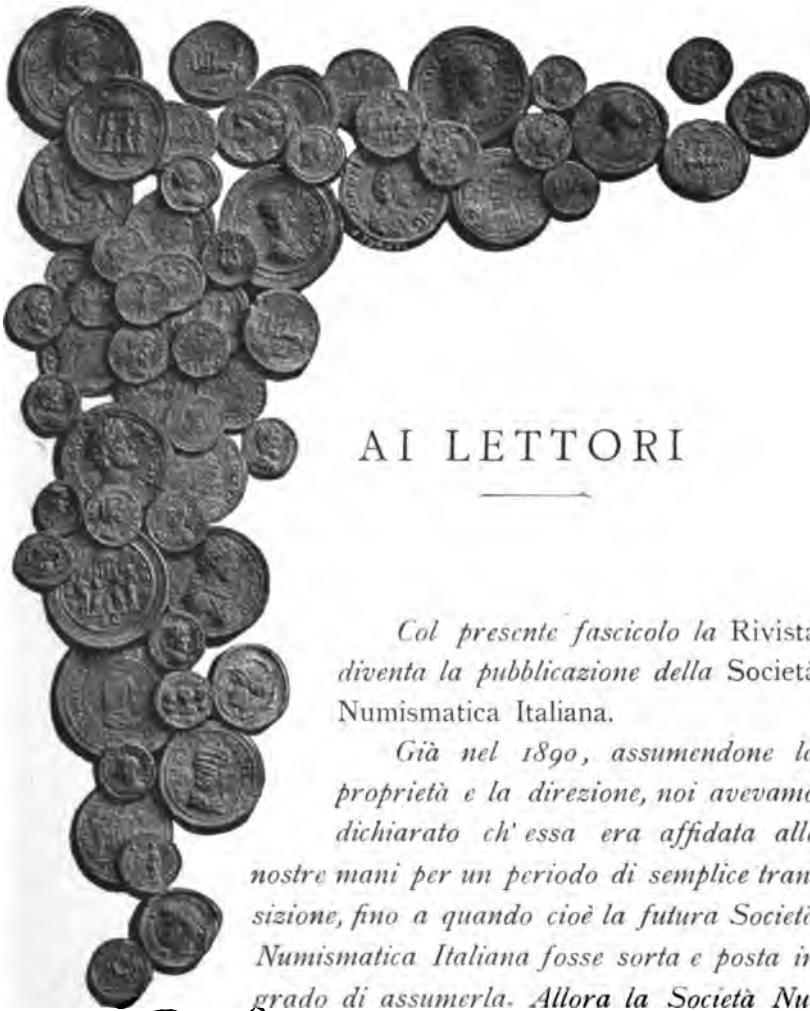 AI LETTORI
Col presente fascicolo la Rivista
diventa la pubblicazione della Società
Numismatica Italiana.
Già nel 1890, assumendone la
proprietà e la direzione, noi avevamo
dichiarato ch' essa era affidata alle
nostre mani per un periodo di semplice tran
sizione, fino a quando cioè la futura Società
Numismatica Italiana fosse sorta e posta in
grado di assumerla. Allora la Società Nu